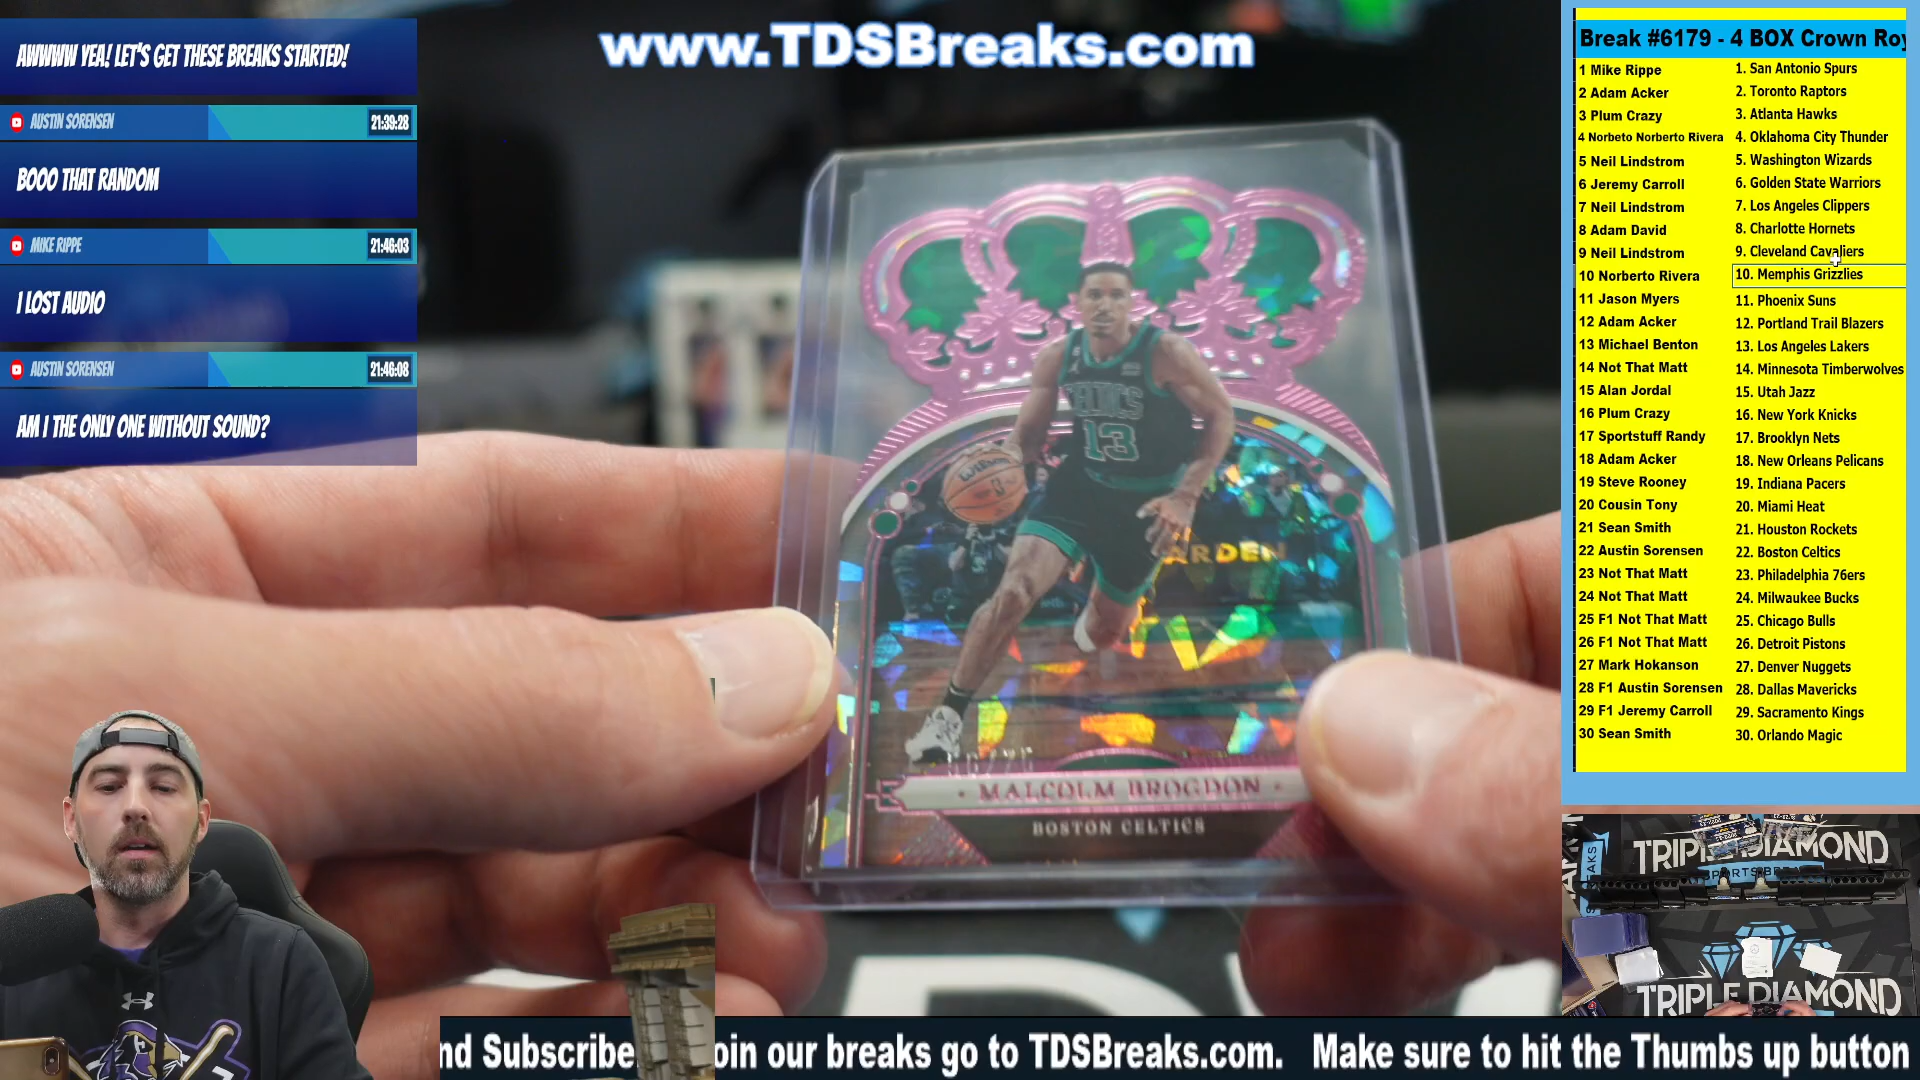 www.TDSBreaks.com
AWWWW YEA! LET'S GET THESE BREAKS STARTED!
AUSTIN SORENSEN 21:39:28
BOOO THAT RANDOM
MIKE RIPPE 21:46:03
I LOST AUDIO
AUSTIN SORENSEN 21:46:08
AM I THE ONLY ONE WITHOUT SOUND?
CELTICS
13
WILSON
ARDEN
MALCOLM BROGDON
BOSTON CELTICS
Break #6179 - 4 BOX Crown Roy
1 Mike Rippe 1. San Antonio Spurs
2 Adam Acker 2. Toronto Raptors
3 Plum Crazy 3. Atlanta Hawks
4 Norbeto Norberto Rivera 4. Oklahoma City Thunder
5 Neil Lindstrom 5. Washington Wizards
6 Jeremy Carroll 6. Golden State Warriors
7 Neil Lindstrom 7. Los Angeles Clippers
8 Adam David 8. Charlotte Hornets
9 Neil Lindstrom 9. Cleveland Cavaliers
10 Norberto Rivera 10. Memphis Grizzlies
11 Jason Myers 11. Phoenix Suns
12 Adam Acker 12. Portland Trail Blazers
13 Michael Benton 13. Los Angeles Lakers
14 Not That Matt 14. Minnesota Timberwolves
15 Alan Jordal 15. Utah Jazz
16 Plum Crazy 16. New York Knicks
17 Sportstuff Randy 17. Brooklyn Nets
18 Adam Acker 18. New Orleans Pelicans
19 Steve Rooney 19. Indiana Pacers
20 Cousin Tony 20. Miami Heat
21 Sean Smith 21. Houston Rockets
22 Austin Sorensen 22. Boston Celtics
23 Not That Matt 23. Philadelphia 76ers
24 Not That Matt 24. Milwaukee Bucks
25 F1 Not That Matt 25. Chicago Bulls
26 F1 Not That Matt 26. Detroit Pistons
27 Mark Hokanson 27. Denver Nuggets
28 F1 Austin Sorensen 28. Dallas Mavericks
29 F1 Jeremy Carroll 29. Sacramento Kings
30 Sean Smith 30. Orlando Magic
TRIPLE DIAMOND
SPORTS BRE
TRIPLE DIAMOND
nd Subscribe. oin our breaks go to TDSBreaks.com. Make sure to hit the Thumbs up button